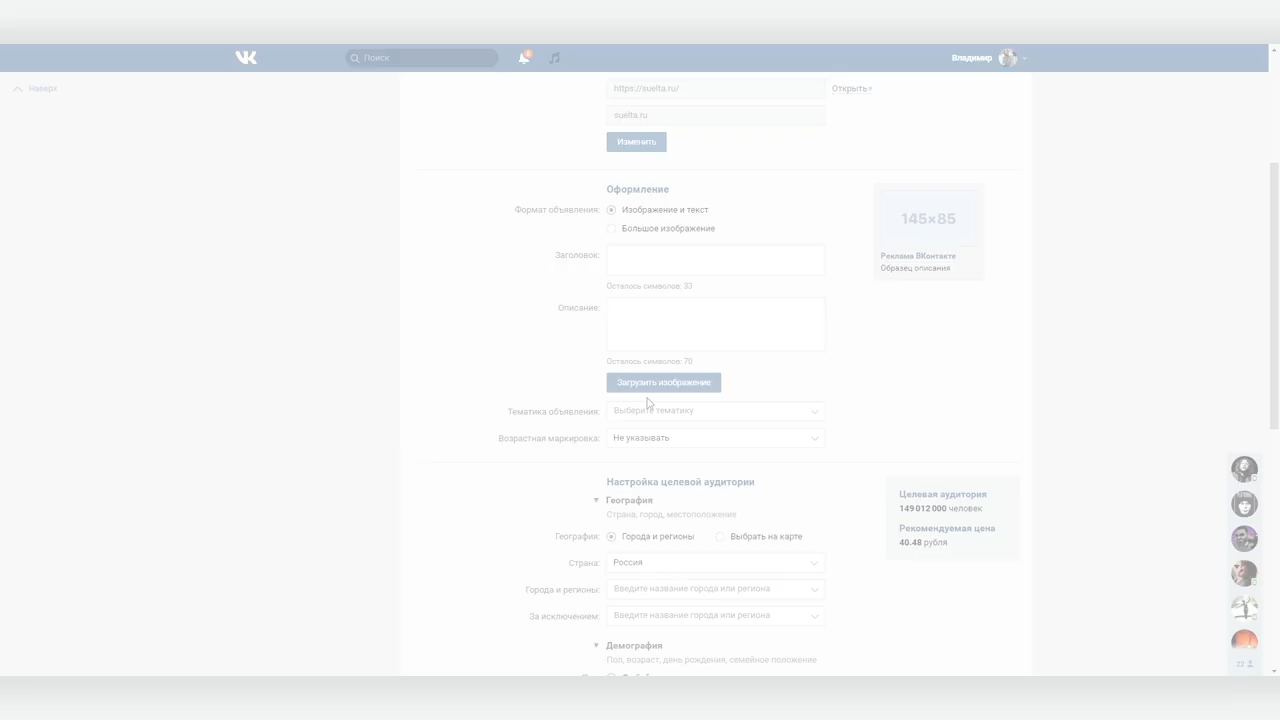 Поиск
6
Владимир
Наверх
https://suelta.ru/
Открыть
suelta.ru
Изменить
Оформление
Формат объявления:
Изображение и текст
Большое изображение
145×85
Реклама ВКонтакте
Образец описания
Заголовок:
Осталось символов: 33
Описание:
Осталось символов: 70
Загрузить изображение
Тематика объявления:
Выберите тематику
Возрастная маркировка:
Не указывать
Настройка целевой аудитории
География
Страна, город, местоположение
География:
Города и регионы
Выбрать на карте
Целевая аудитория
149 012 000 человек
Рекомендуемая цена
40.48 рубля
Страна:
Россия
Города и регионы:
Введите название города или региона
За исключением:
Введите название города или региона
Демография
Пол, возраст, день рождения, семейное положение
22